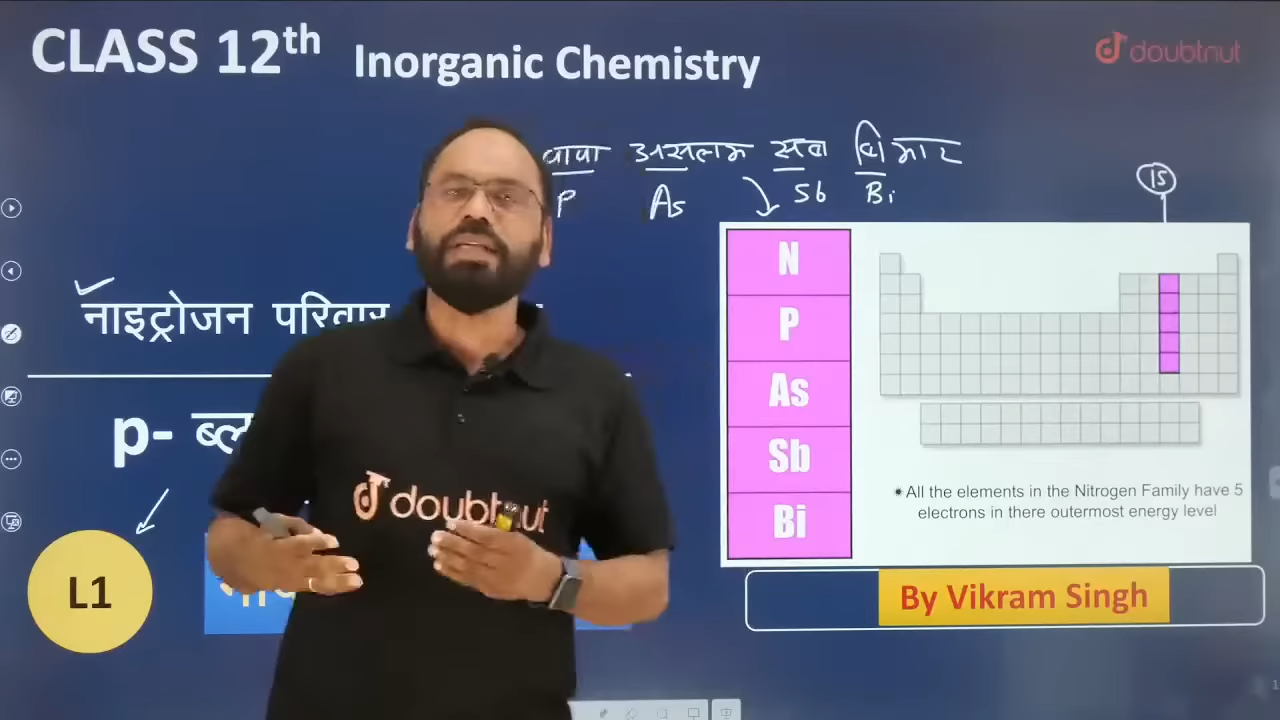 CLASS 12th Inorganic Chemistry
doubtnut
पापा असलम सब बिमार
P As Sb Bi
15
नाइट्रोजन परिवार
p-
L1
N
P
As
Sb
Bi
* All the elements in the Nitrogen Family have 5
electrons in there outermost energy level
By Vikram Singh
doubtnut